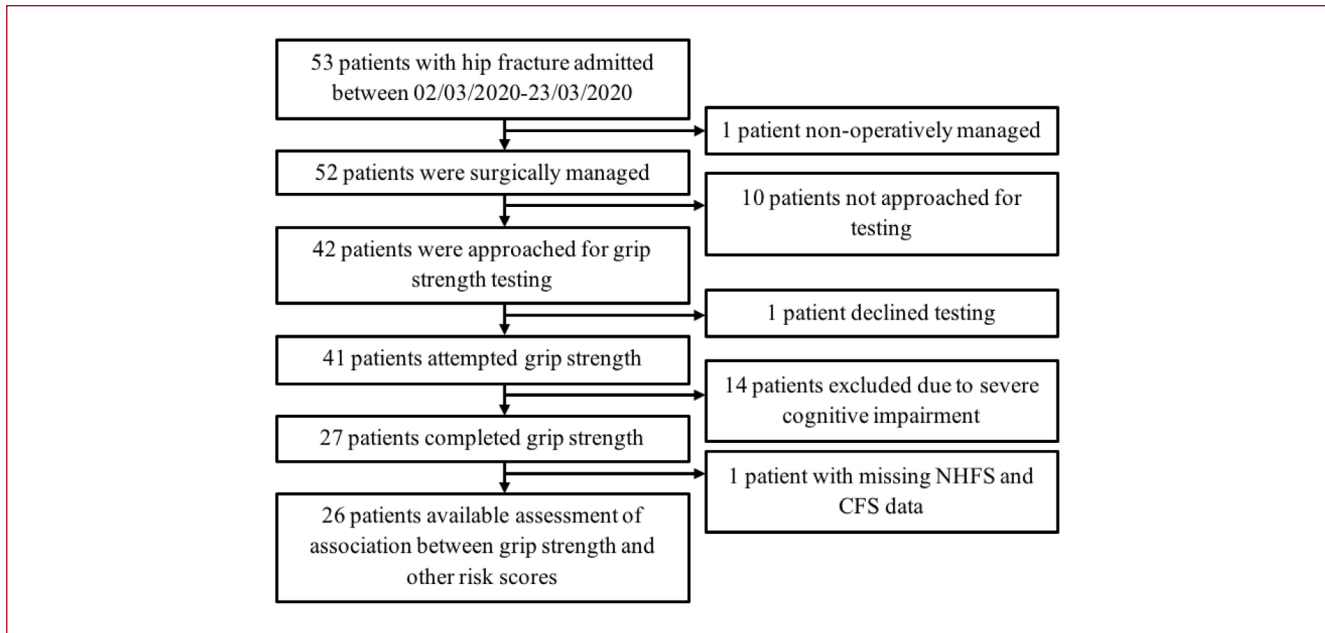 53 patients with hip fracture admitted
between 02/03/2020-23/03/2020
1 patient non-operatively managed
52 patients were surgically managed
10 patients not approached for
testing
42 patients were approached for grip
strength testing
1 patient declined testing
41 patients attempted grip strength
14 patients excluded due to severe
cognitive impairment
27 patients completed grip strength
1 patient with missing NHFS and
CFS data
26 patients available assessment of
association between grip strength and
other risk scores